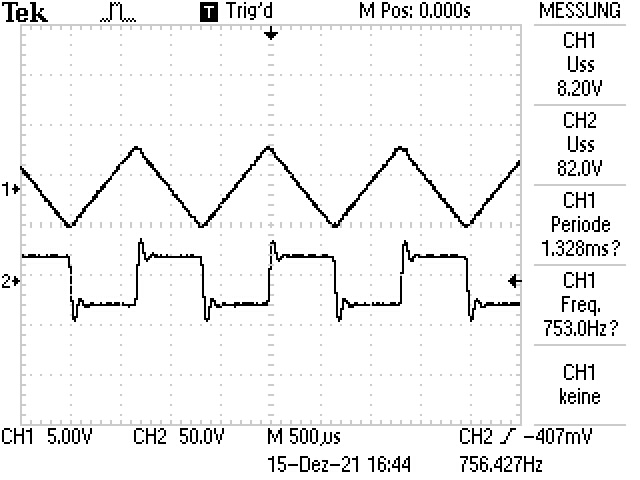 Tek T Trig'd M Pos: 0.000s MESSUNG
CH1
Uss
8.20V
CH2
Uss
82.0V
CH1
Periode
1.328ms?
CH1
Freq.
753.0Hz?
CH1
keine
1
2
CH1 5.00V CH2 50.0V M 500µs CH2 -407mV
15-Dez-21 16:44 756.427Hz